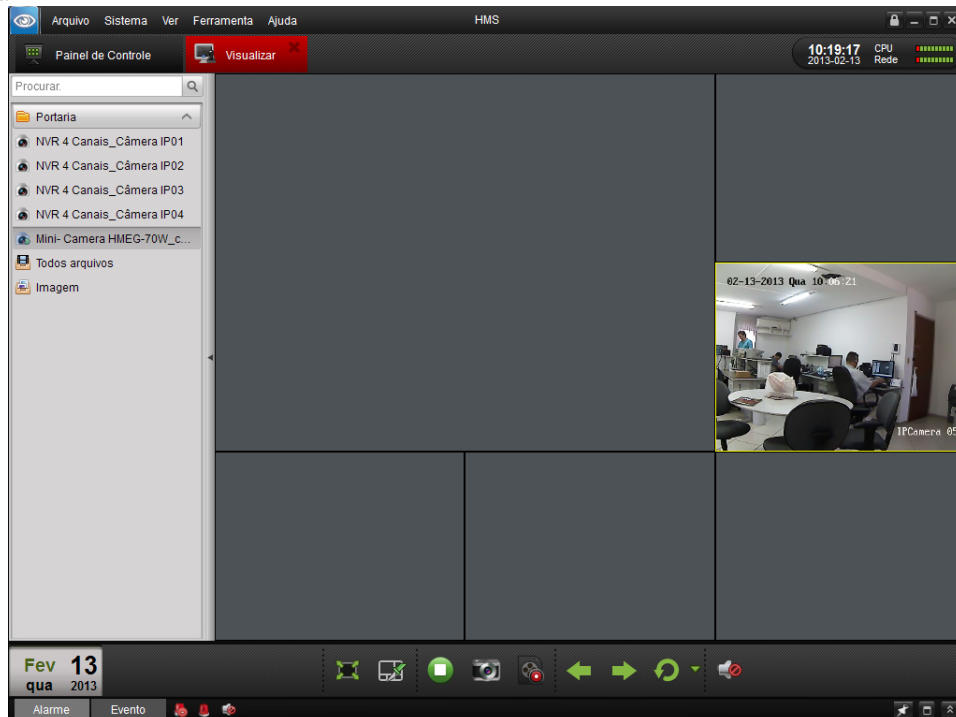 Arquivo Sistema Ver Ferramenta Ajuda HMS
Painel de Controle Visualizar 10:19:17 CPU
2013-02-13 Rede
Procurar.
Portaria
NVR 4 Canais_Câmera IP01
NVR 4 Canais_Câmera IP02
NVR 4 Canais_Câmera IP03
NVR 4 Canais_Câmera IP04
Mini- Camera HMEG-70W_c...
Todos arquivos
Imagem
02-13-2013 Qua 10:06:21
IPCamera 05
Fev 13
qua 2013
Alarme Evento